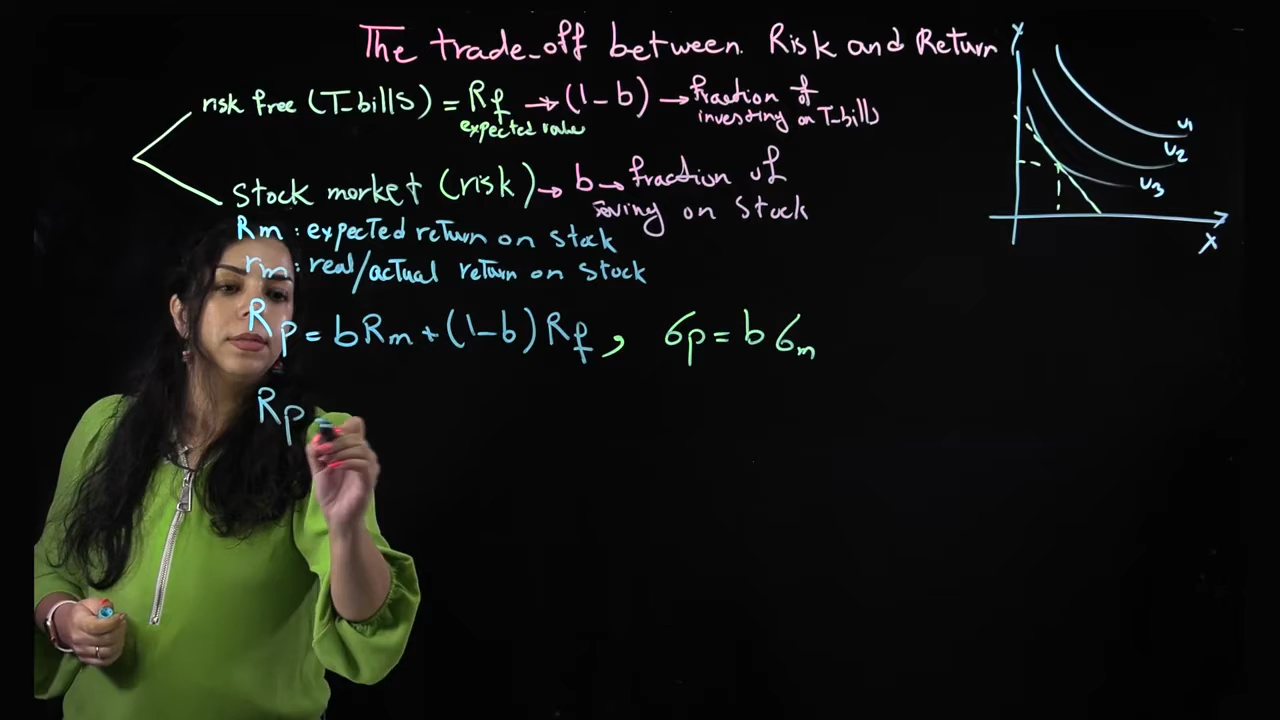 The trade-off between Risk and Return
risk free (T-bills) = Rf → (1-b) → fraction of
expected value
investing on T-bills
Stock market (risk) → b → fraction of
saving on Stock
Rm : expected return on stock
rm : real/actual return on stock
Rp = bRm + (1-b) Rf , 6p = b 6m
Rp =
y
u1
u2
u3
x